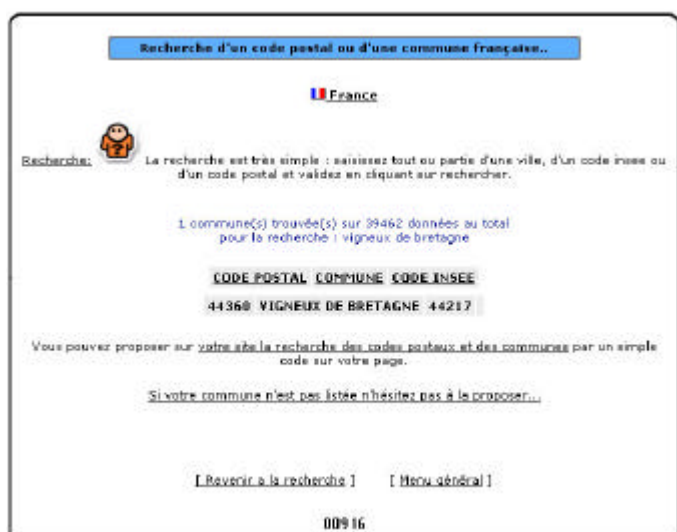 Recherche d'un code postal ou d'une commune française..
France
Recherche: La recherche est très simple : saisissez tout ou partie d'une ville, d'un code insee ou
d'un code postal et validez en cliquant sur rechercher.
1 commune(s) trouvée(s) sur 39462 données au total
pour la recherche : vigneux de bretagne
CODE POSTAL COMMUNE CODE INSEE
44360 VIGNEUX DE BRETAGNE 44217
Vous pouvez proposer sur votre site la recherche des codes postaux et des communes par un simple
code sur votre page.
Si votre commune n'est pas listée n'hésitez pas à la proposer...
[ Revenir a la recherche ] [ Menu général ]
00916